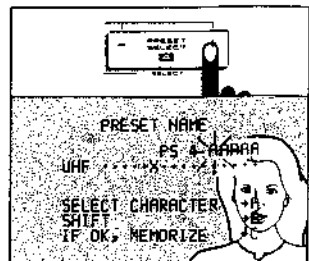 PRESET
SELECT
SELECT
PRESET NAME
PS 4 AAAAA
UHF
SELECT CHARACTER
SHIFT
IF OK, MEMORIZE